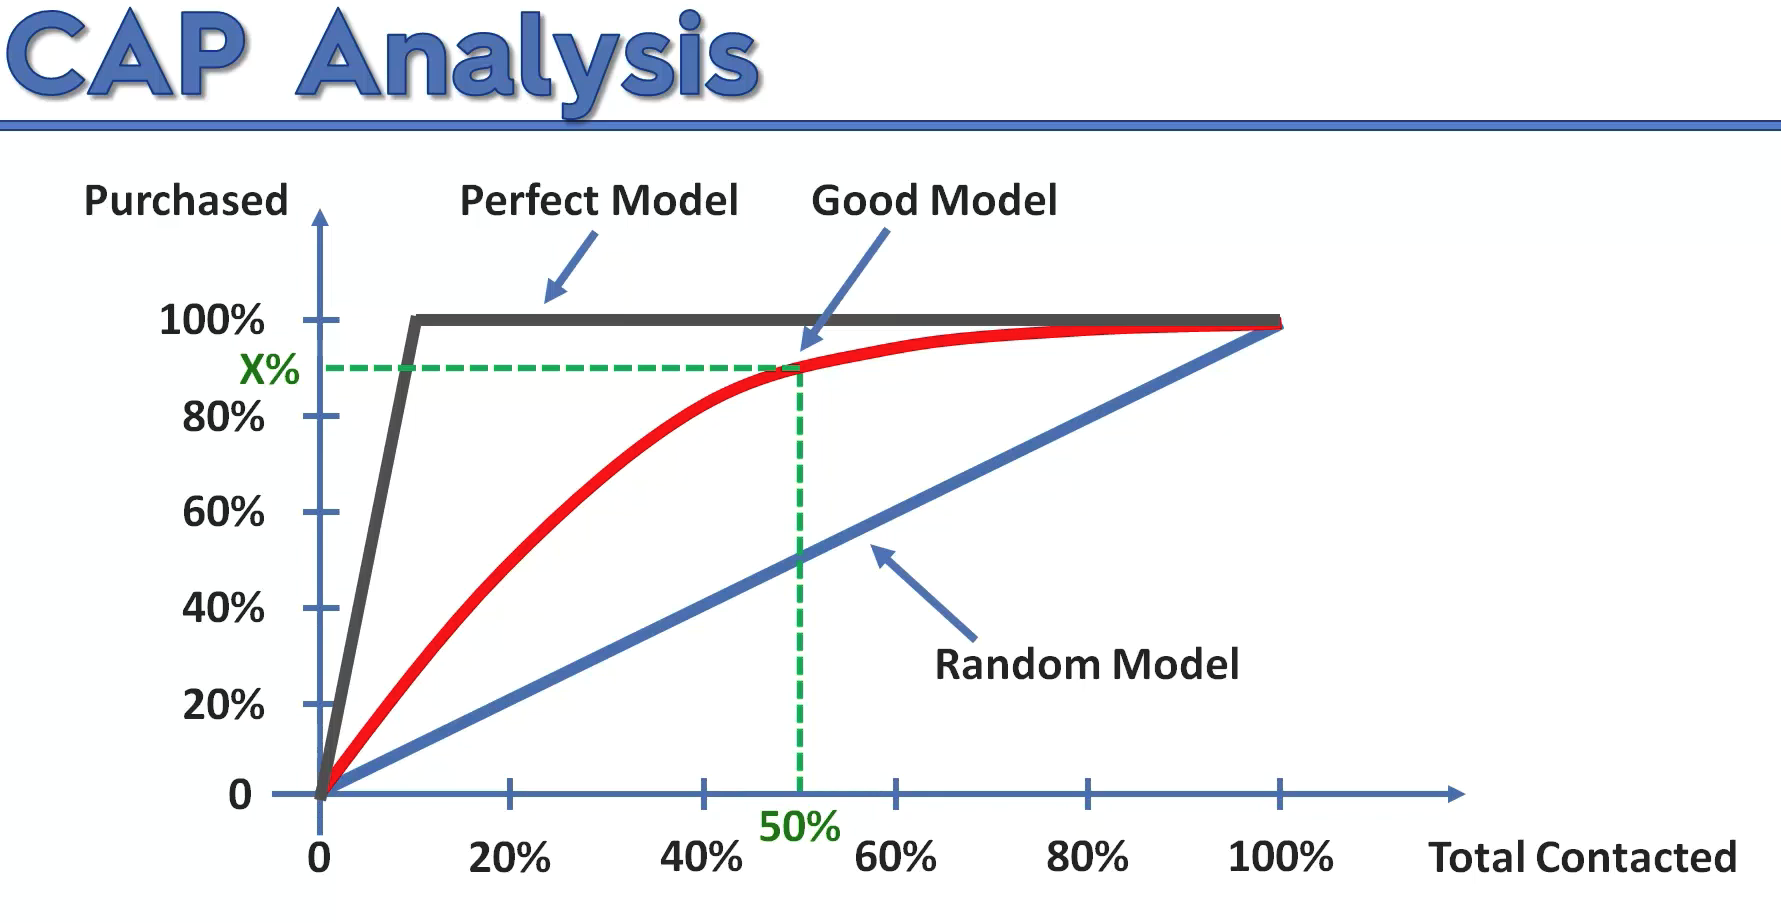 CAP Analysis
Purchased
Perfect Model
Good Model
100%
X%
80%
60%
40%
Random Model
20%
0
50%
0
20%
40%
60%
80%
100%
Total Contacted